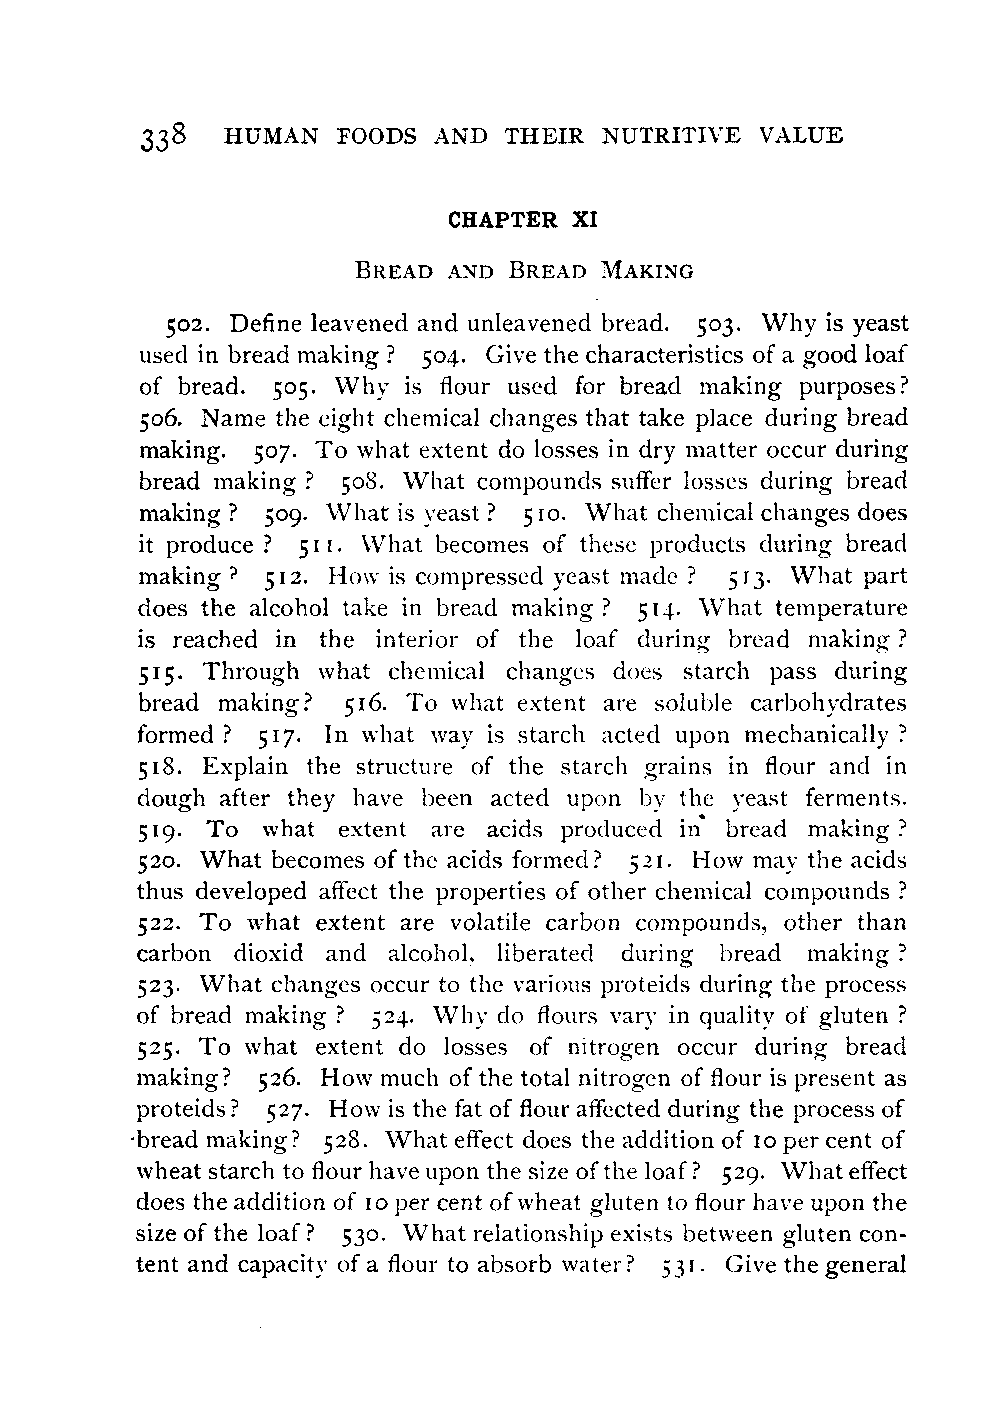 338 HUMAN FOODS AND THEIR NUTRITIVE VALUE
CHAPTER XI
BREAD AND BREAD MAKING
502. Define leavened and unleavened bread. 503. Why is yeast
used in bread making ? 504. Give the characteristics of a good loaf
of bread. 505. Why is flour used for bread making purposes?
506. Name the eight chemical changes that take place during bread
making. 507. To what extent do losses in dry matter occur during
bread making ? 508. What compounds suffer losses during bread
making ? 509. What is yeast ? 510. What chemical changes does
it produce ? 511. What becomes of these products during bread
making ? 512. How is compressed yeast made ? 513. What part
does the alcohol take in bread making ? 514. What temperature
is reached in the interior of the loaf during bread making ?
515. Through what chemical changes does starch pass during
bread making? 516. To what extent are soluble carbohydrates
formed ? 517. In what way is starch acted upon mechanically ?
518. Explain the structure of the starch grains in flour and in
dough after they have been acted upon by the yeast ferments.
519. To what extent are acids produced in bread making ?
520. What becomes of the acids formed? 521. How may the acids
thus developed affect the properties of other chemical compounds ?
522. To what extent are volatile carbon compounds, other than
carbon dioxid and alcohol, liberated during bread making ?
523. What changes occur to the various proteids during the process
of bread making ? 524. Why do flours vary in quality of gluten ?
525. To what extent do losses of nitrogen occur during bread
making? 526. How much of the total nitrogen of flour is present as
proteids? 527. How is the fat of flour affected during the process of
bread making? 528. What effect does the addition of 10 per cent of
wheat starch to flour have upon the size of the loaf? 529. What effect
does the addition of 10 per cent of wheat gluten to flour have upon the
size of the loaf? 530. What relationship exists between gluten con-
tent and capacity of a flour to absorb water? 531. Give the general